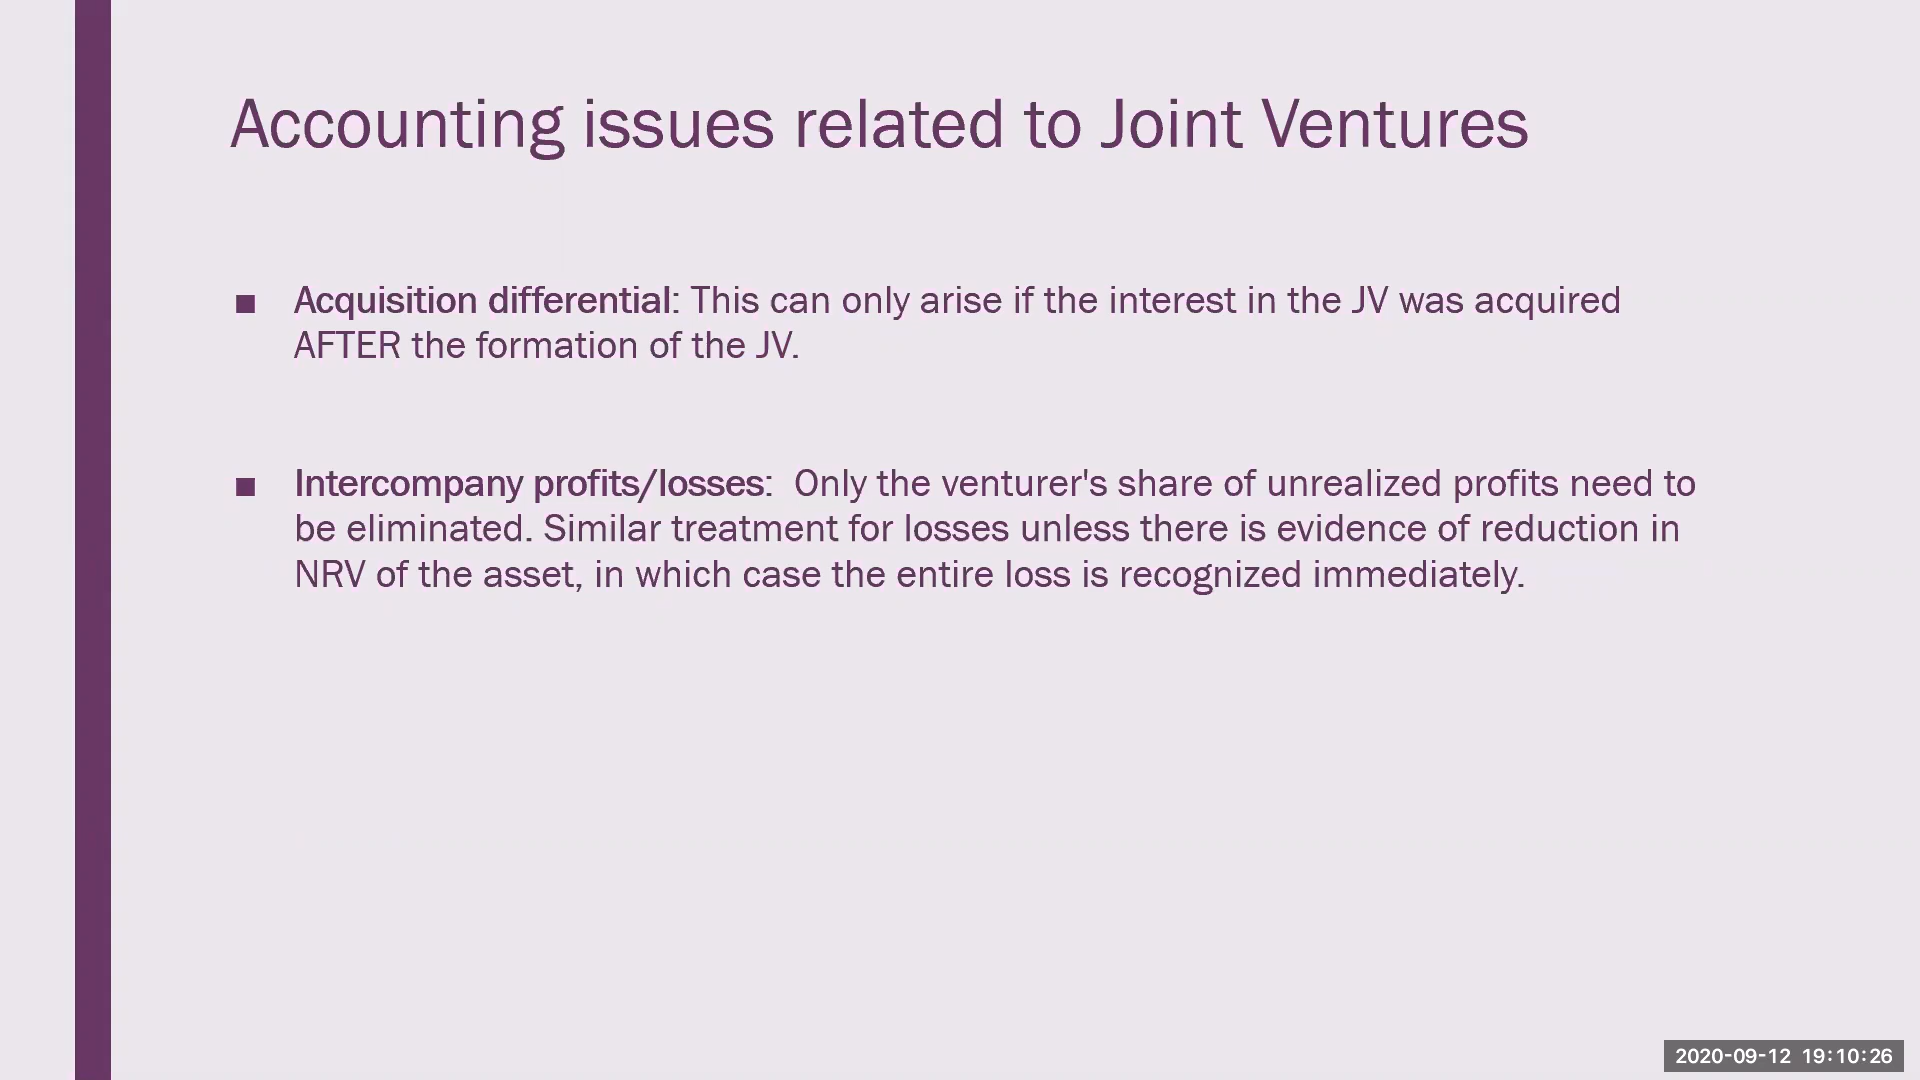 Accounting issues related to Joint Ventures
■ Acquisition differential: This can only arise if the interest in the JV was acquired
AFTER the formation of the JV.
■ Intercompany profits/losses:  Only the venturer's share of unrealized profits need to
be eliminated. Similar treatment for losses unless there is evidence of reduction in
NRV of the asset, in which case the entire loss is recognized immediately.
2020-09-12 19:10:26